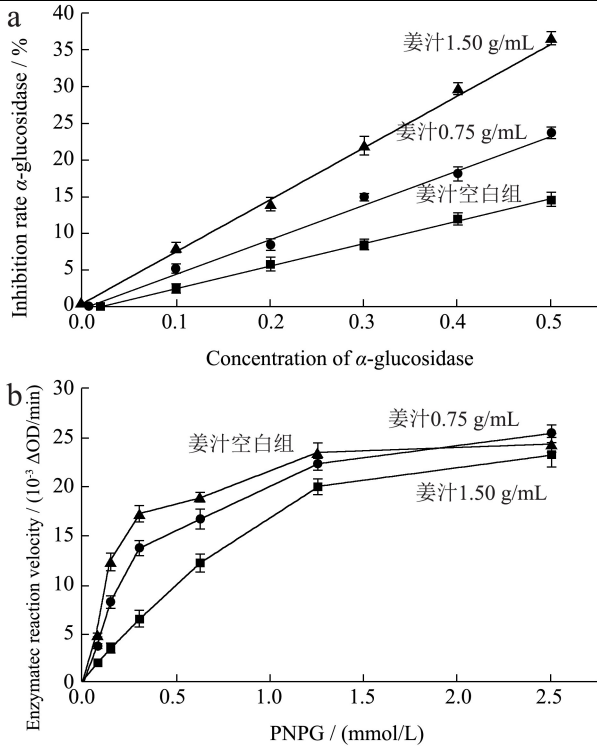 a
Inhibition rate α-glucosidase / %
40
35
30
25
20
15
10
5
0
姜汁1.50 g/mL
姜汁0.75 g/mL
姜汁空白组
0.0 0.1 0.2 0.3 0.4 0.5
Concentration of α-glucosidase
b
Enzymatec reaction velocity / (10⁻³ ΔOD/min)
30
25
20
15
10
5
0
姜汁空白组
姜汁0.75 g/mL
姜汁1.50 g/mL
0.0 0.5 1.0 1.5 2.0 2.5
PNPG / (mmol/L)